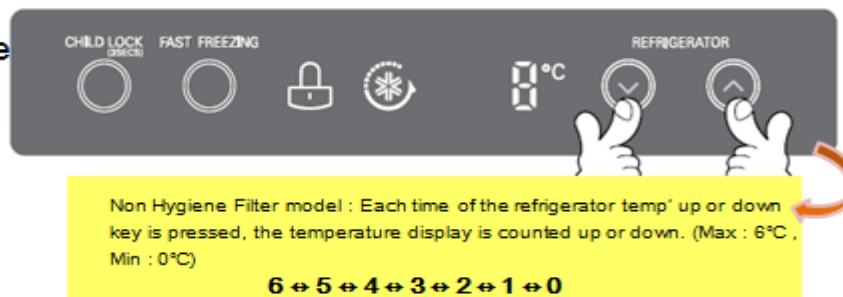 e
CHILD LOCK FAST FREEZING REFRIGERATOR
(3SECS)
8°C
Non Hygiene Filter model : Each time of the refrigerator temp' up or down
key is pressed, the temperature display is counted up or down. (Max : 6℃ ,
Min : 0℃)
6 ⇔ 5 ⇔ 4 ⇔ 3 ⇔ 2 ⇔ 1 ⇔ 0